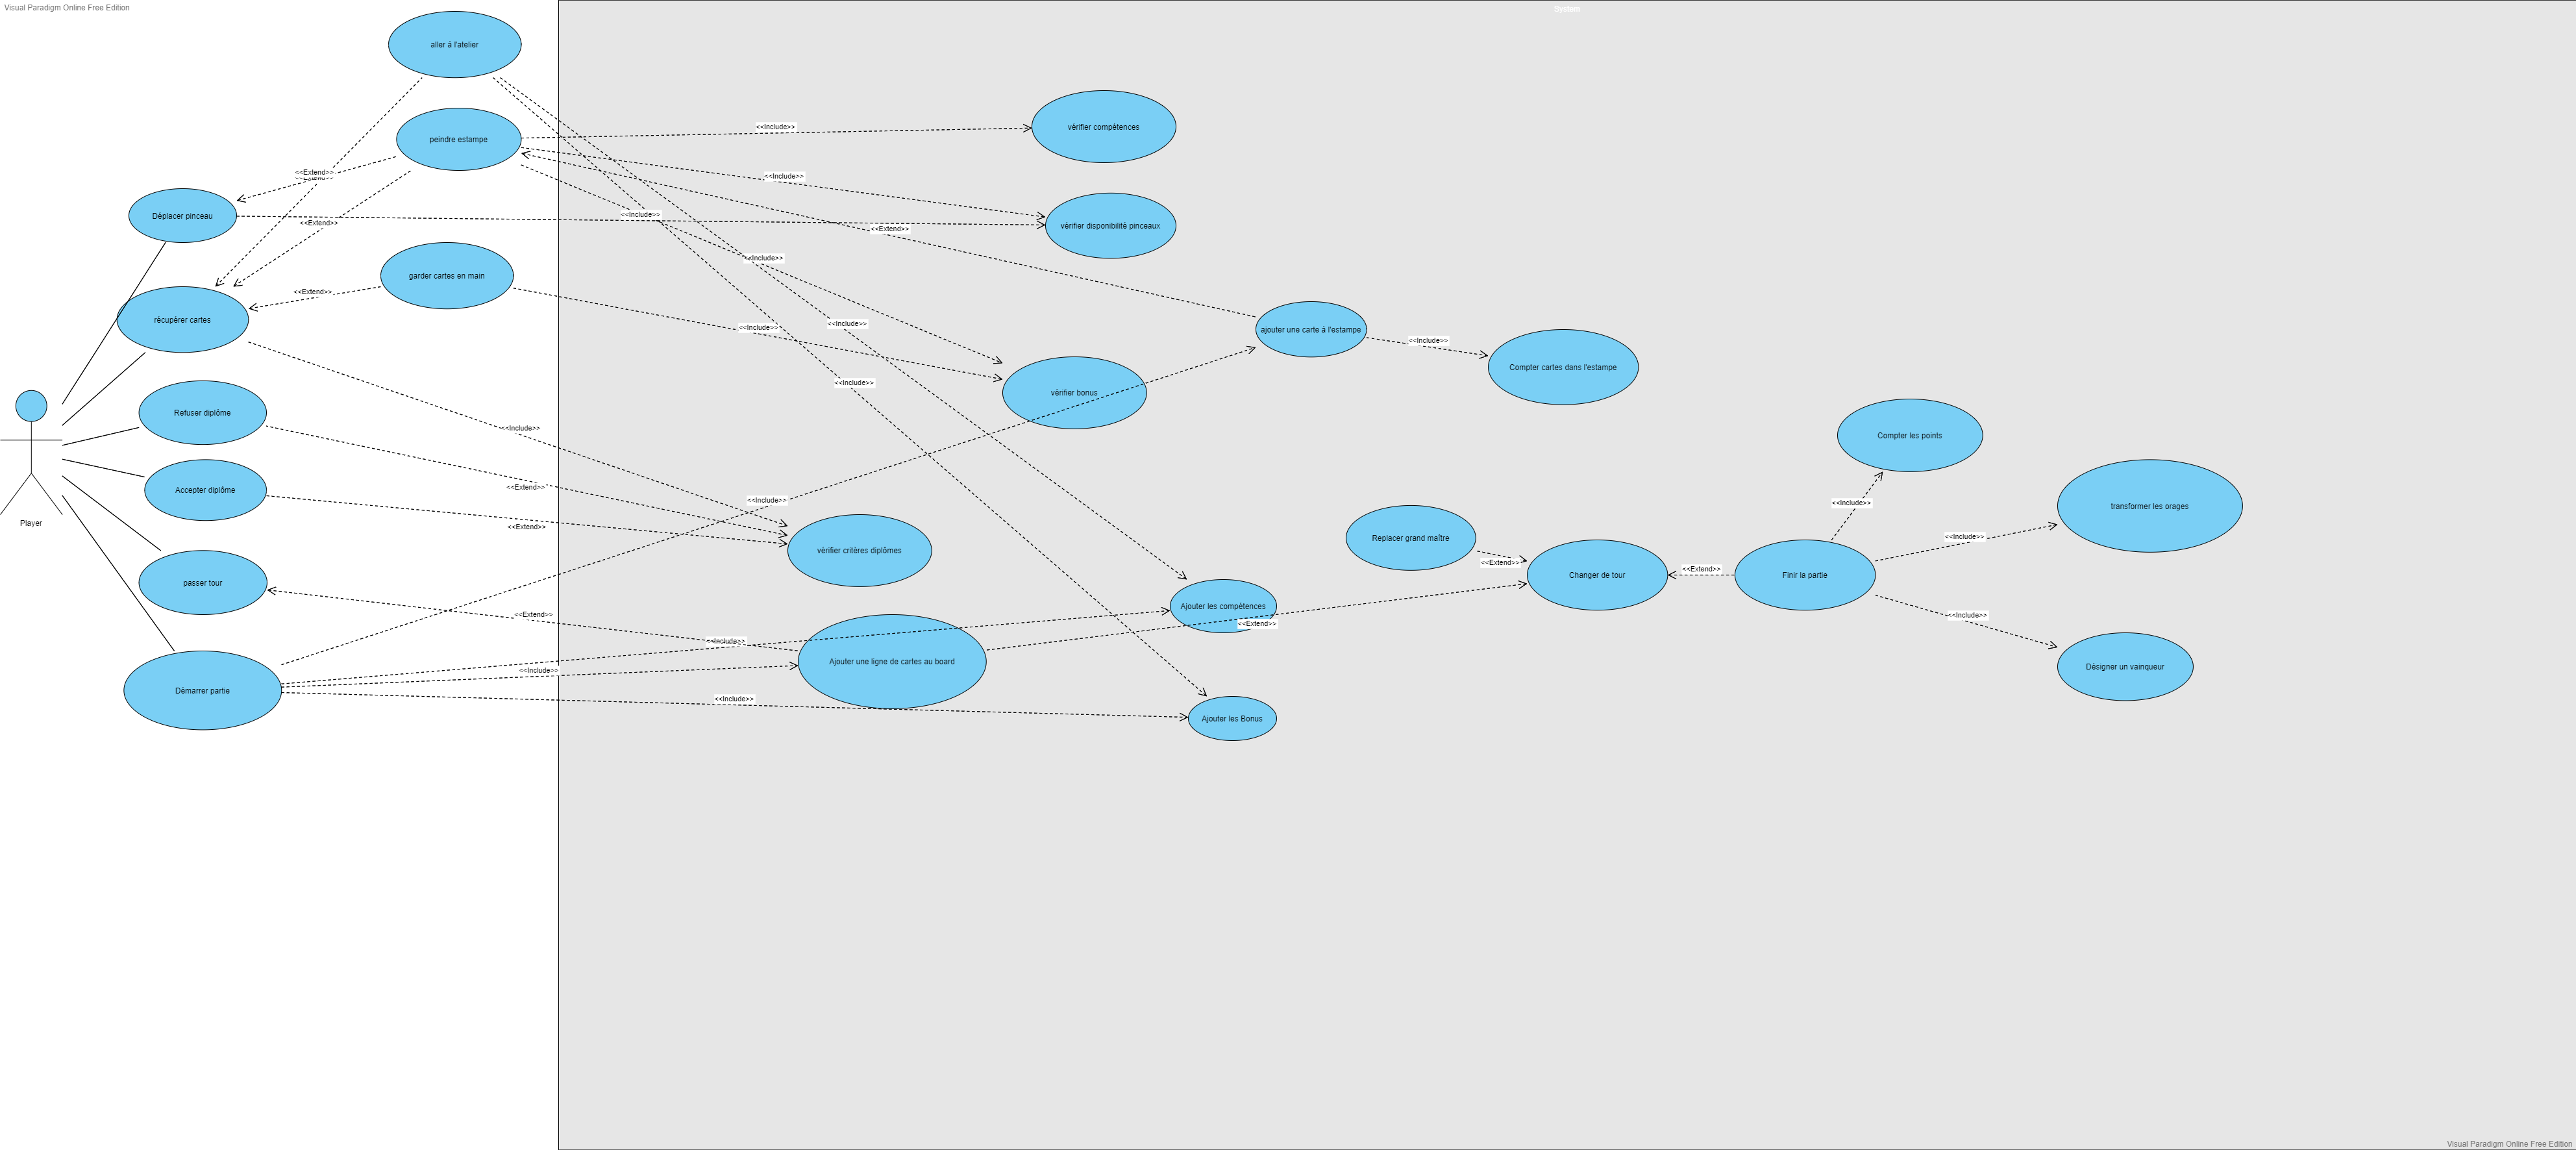 Visual Paradigm Online Free Edition
System
aller á l'atelier
peindre estampe
<<Include>>
vérifier compétences
<<Extend>>
<<Include>>
Déplacer pinceau
<<Include>>
<<Extend>>
<<Extend>>
vérifier disponibilité pinceaux
<<Include>>
garder cartes en main
<<Extend>>
récupérer cartes
<<Include>>
<<Include>>
ajouter une carte á l'estampe
<<Include>>
Compter cartes dans l'estampe
<<Include>>
vérifier bonus
Refuser diplôme
<<Include>>
Compter les points
<<Extend>>
Accepter diplôme
<<Include>>
<<Include>>
transformer les orages
Player
<<Extend>>
vérifier critères diplômes
Replacer grand maître
<<Include>>
<<Extend>>
<<Extend>>
Changer de tour
Finir la partie
passer tour
<<Extend>>
Ajouter les compétences
<<Extend>>
<<Include>>
<<Include>>
Ajouter une ligne de cartes au board
<<Include>>
Désigner un vainqueur
Démarrer partie
<<Include>>
Ajouter les Bonus
Visual Paradigm Online Free Edition